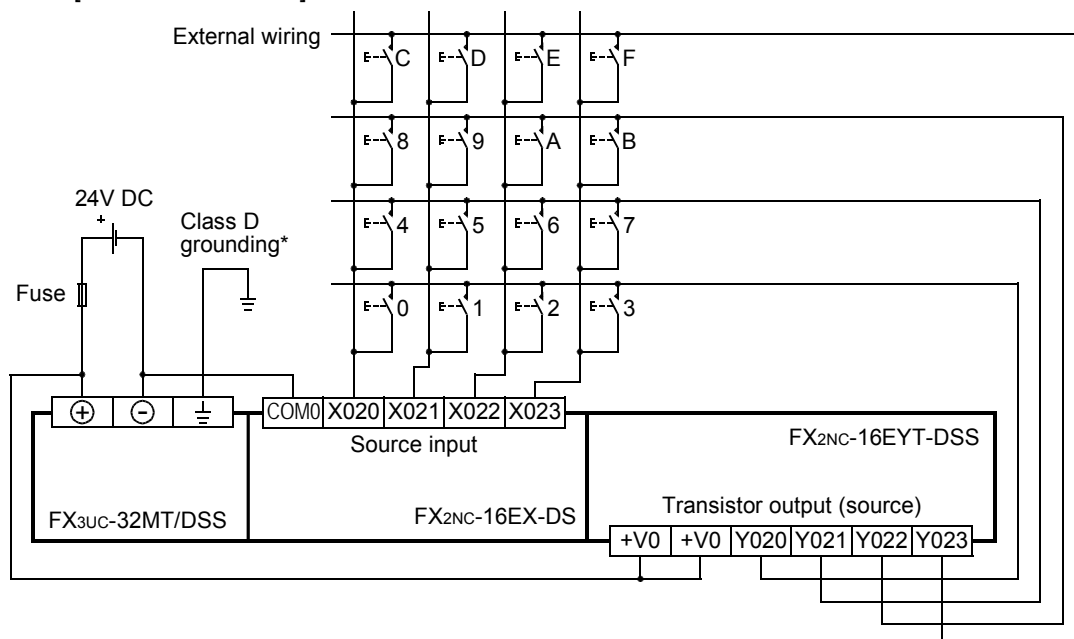 External wiring
C D E F
8 9 A B
24V DC
+
Class D
grounding*
4 5 6 7
Fuse
0 1 2 3
+ - COM0 X020 X021 X022 X023
Source input
FX2NC-16EYT-DSS
FX3UC-32MT/DSS
FX2NC-16EX-DS
Transistor output (source)
+V0 +V0 Y020 Y021 Y022 Y023